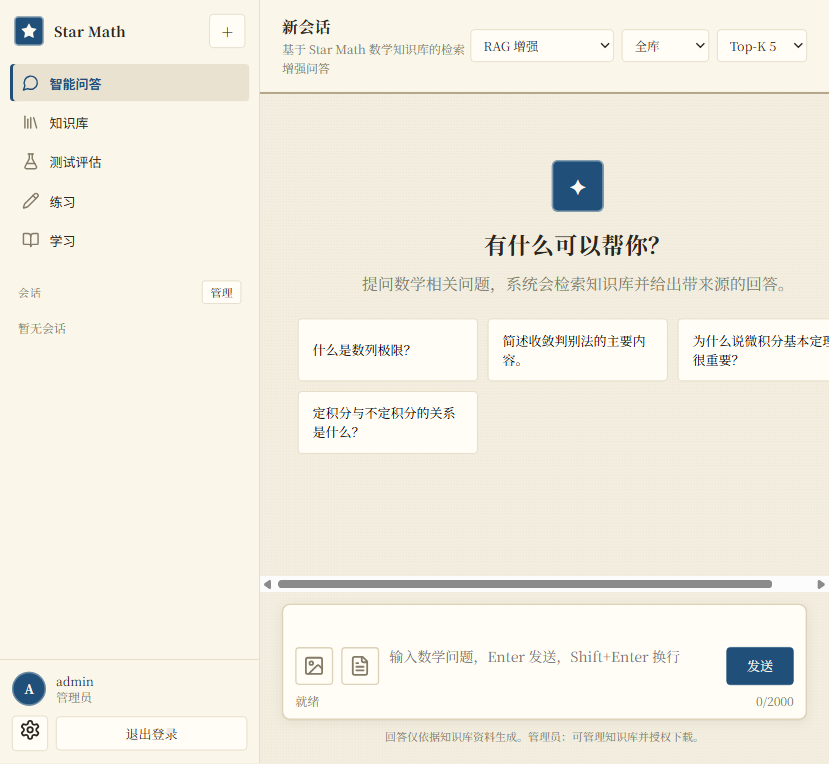 Star Math
+
智能问答
知识库
测试评估
练习
学习
会话
管理
暂无会话
A
admin
管理员
退出登录
新会话
基于 Star Math 数学知识库的检索
增强问答
RAG 增强
全库
Top-K 5
有什么可以帮你？
提问数学相关问题，系统会检索知识库并给出带来源的回答。
什么是数列极限？
简述收敛判别法的主要内
容。
为什么说微积分基本定理
很重要？
定积分与不定积分的关系
是什么？
输入数学问题，Enter 发送，Shift+Enter 换行
发送
就绪
0/2000
回答仅依据知识库资料生成。管理员：可管理知识库并授权下载。